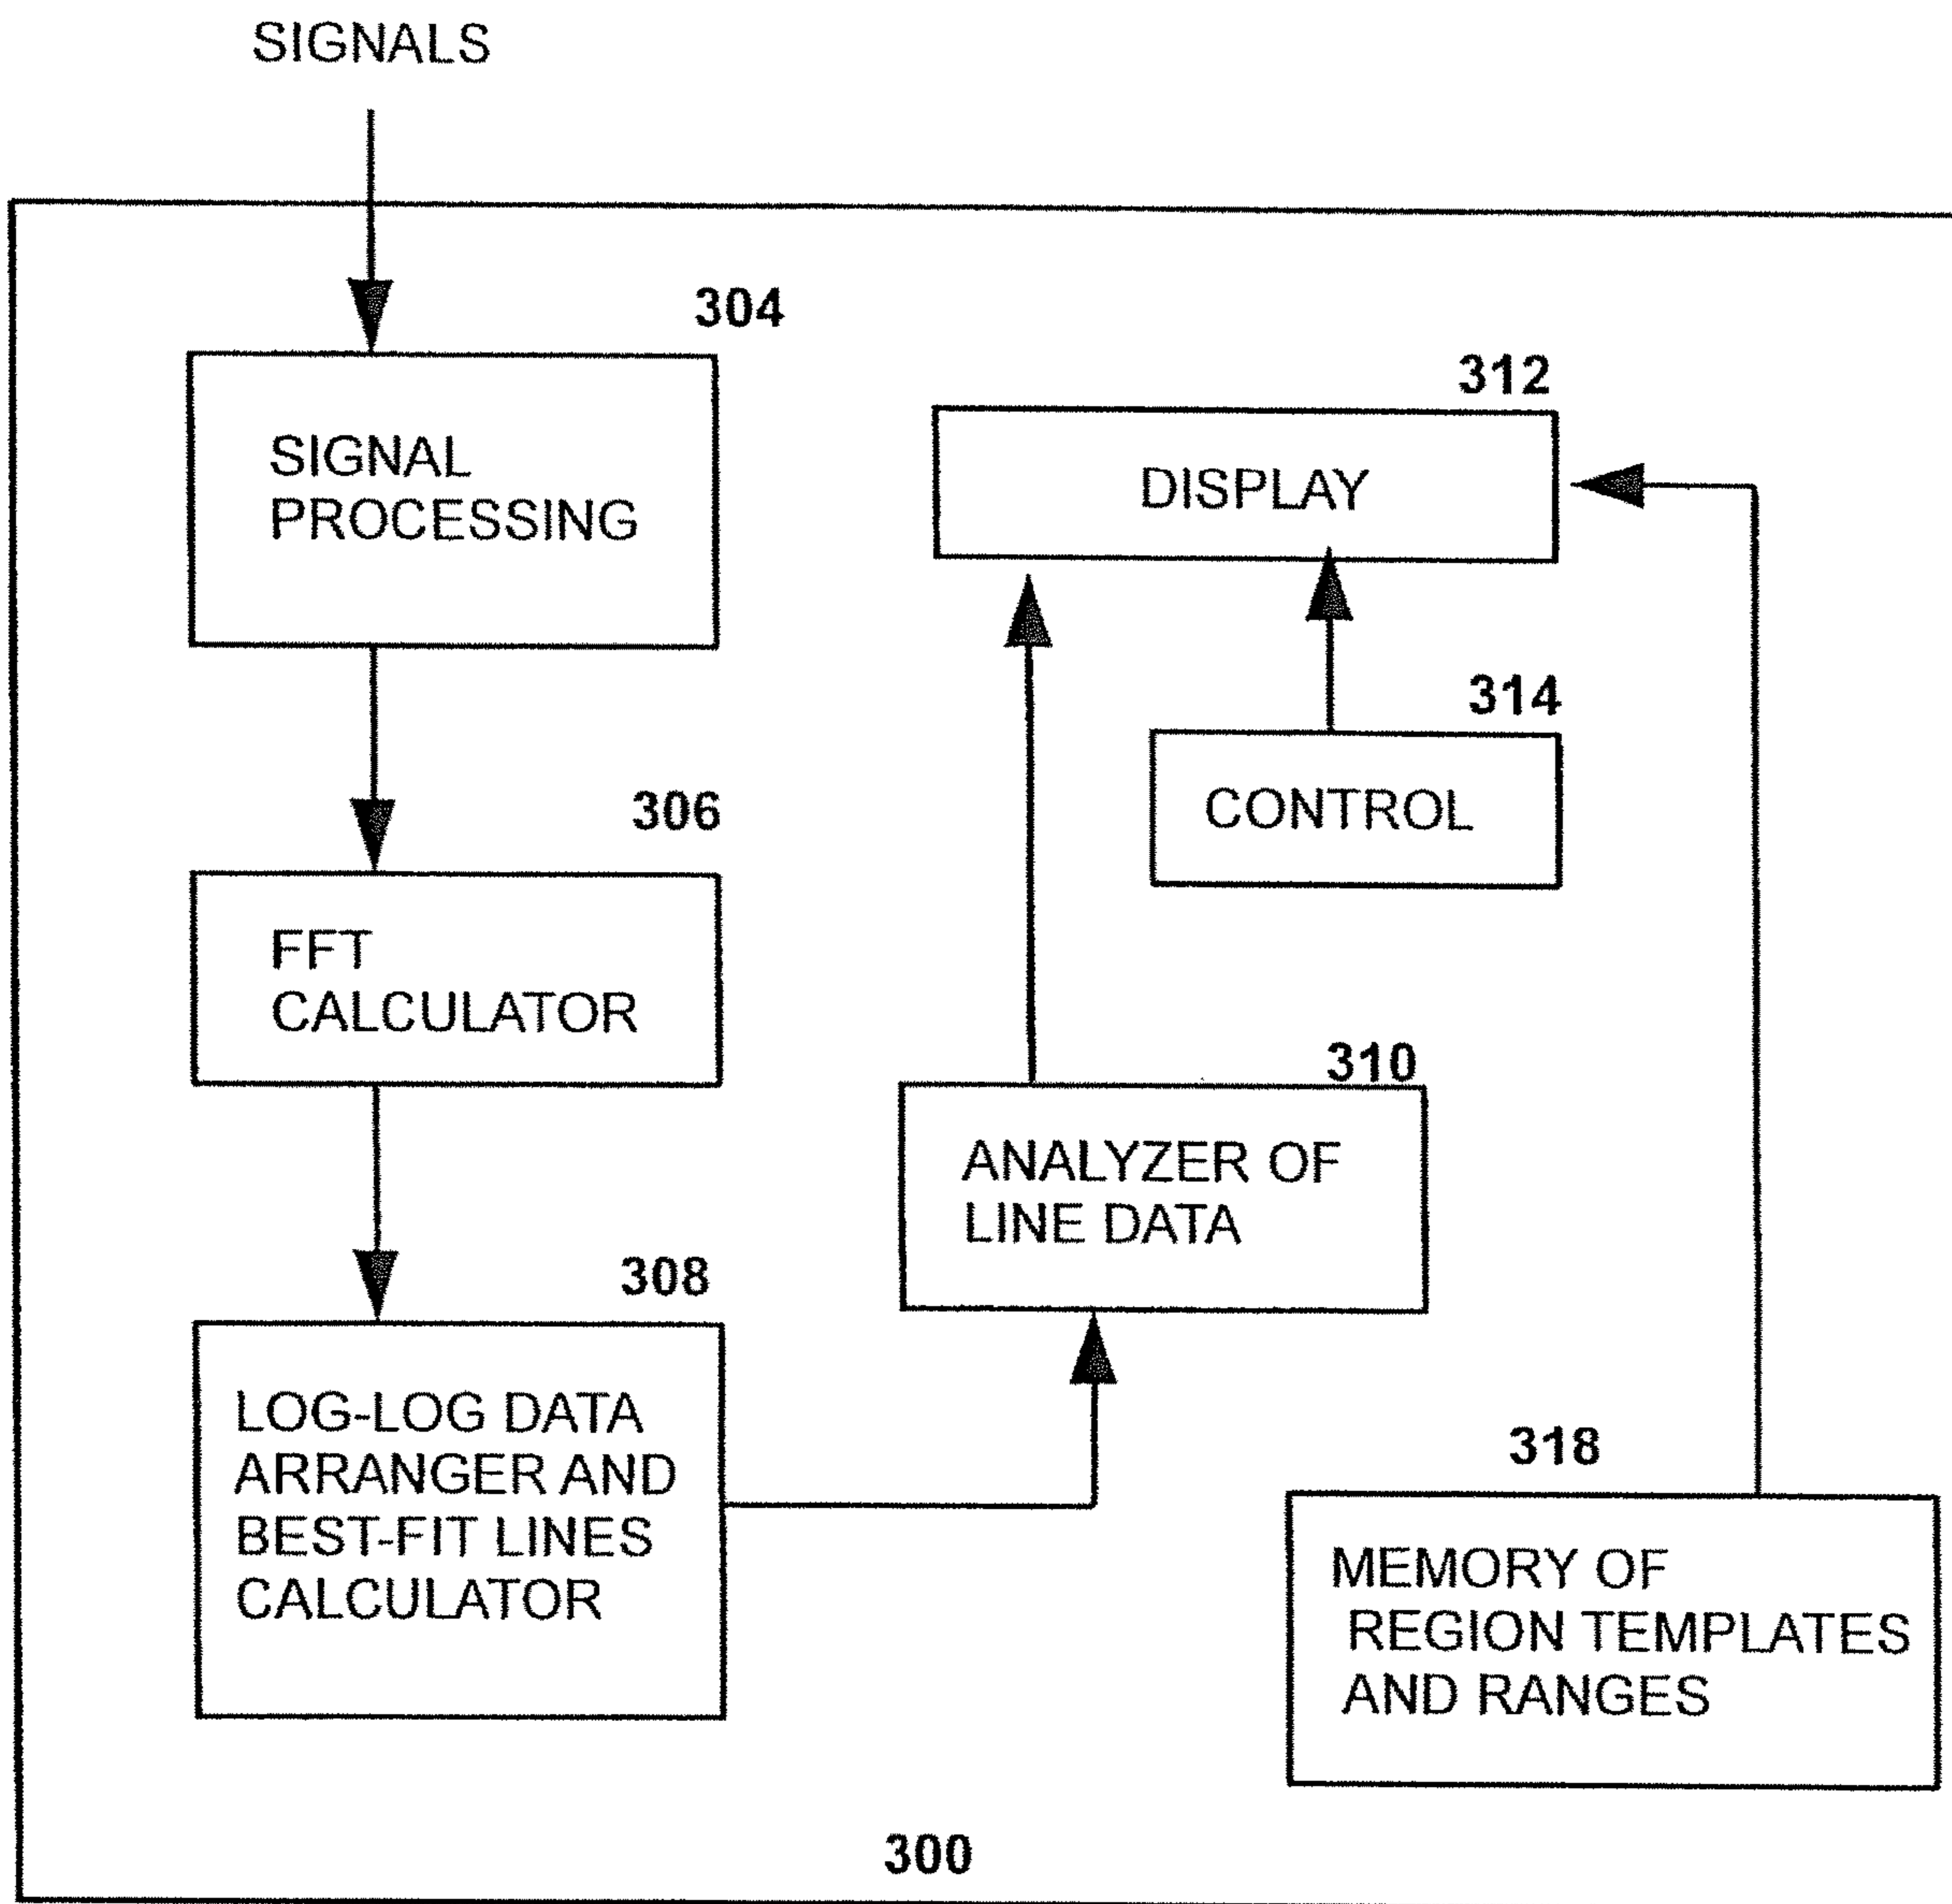 SIGNALS
304
SIGNAL
PROCESSING
312
DISPLAY
314
CONTROL
306
FFT
CALCULATOR
310
ANALYZER OF
LINE DATA
308
LOG-LOG DATA
ARRANGER AND
BEST-FIT LINES
CALCULATOR
318
MEMORY OF
REGION TEMPLATES
AND RANGES
300